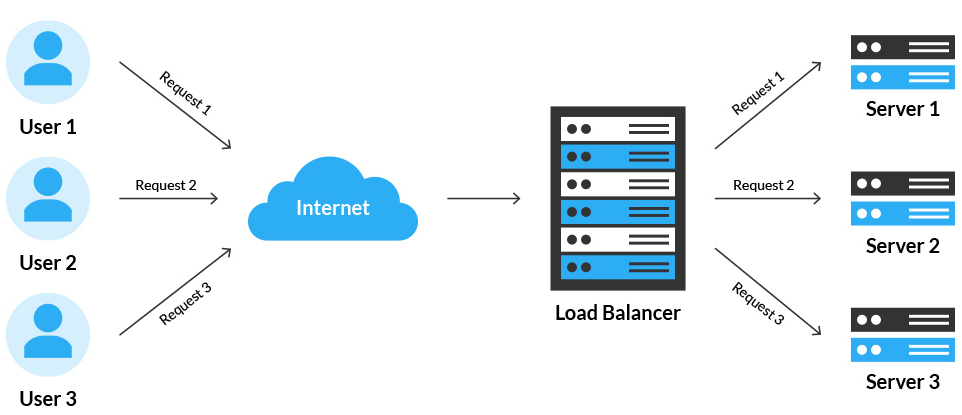 User 1
Request 1
User 2
Request 2
User 3
Request 3
Internet
Load Balancer
Request 1
Server 1
Request 2
Server 2
Request 3
Server 3